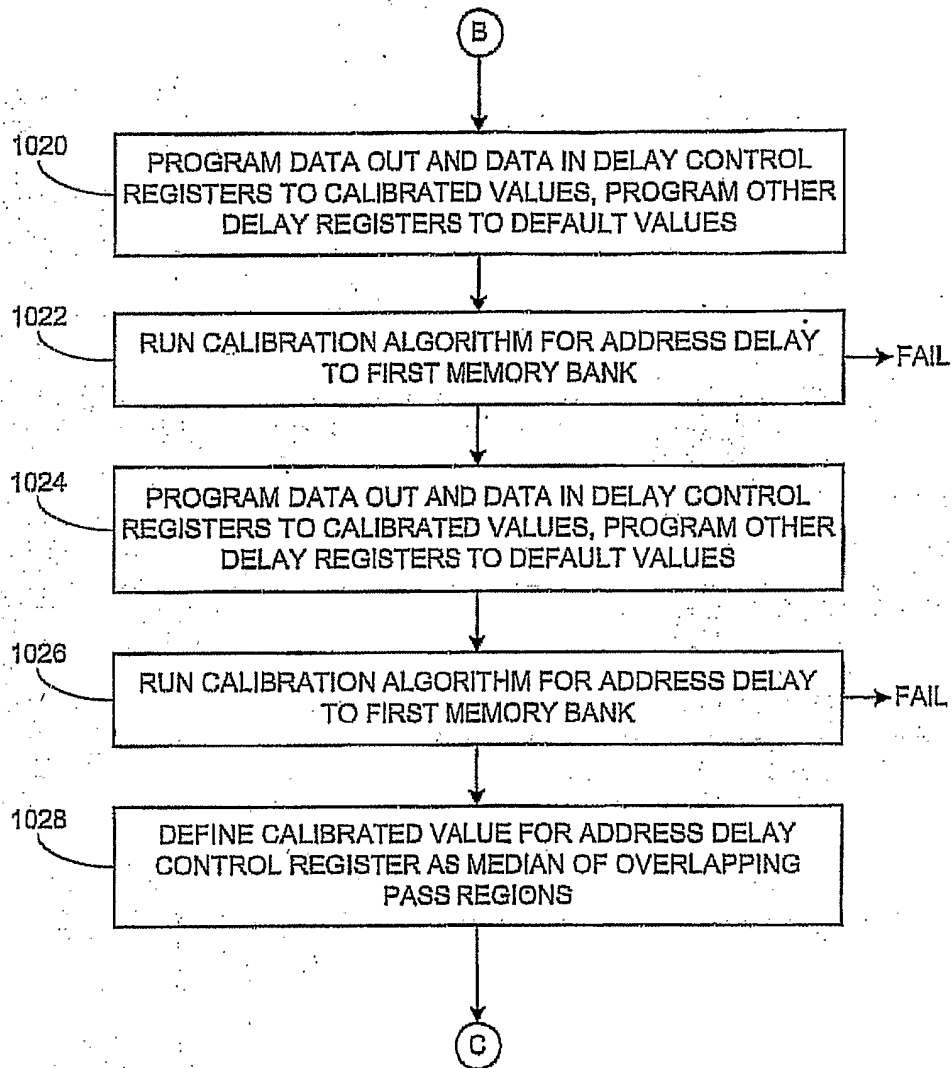 B
1020
PROGRAM DATA OUT AND DATA IN DELAY CONTROL
REGISTERS TO CALIBRATED VALUES, PROGRAM OTHER
DELAY REGISTERS TO DEFAULT VALUES
1022
RUN CALIBRATION ALGORITHM FOR ADDRESS DELAY
TO FIRST MEMORY BANK
FAIL
1024
PROGRAM DATA OUT AND DATA IN DELAY CONTROL
REGISTERS TO CALIBRATED VALUES, PROGRAM OTHER
DELAY REGISTERS TO DEFAULT VALUES
1026
RUN CALIBRATION ALGORITHM FOR ADDRESS DELAY
TO FIRST MEMORY BANK
FAIL
1028
DEFINE CALIBRATED VALUE FOR ADDRESS DELAY
CONTROL REGISTER AS MEDIAN OF OVERLAPPING
PASS REGIONS
C